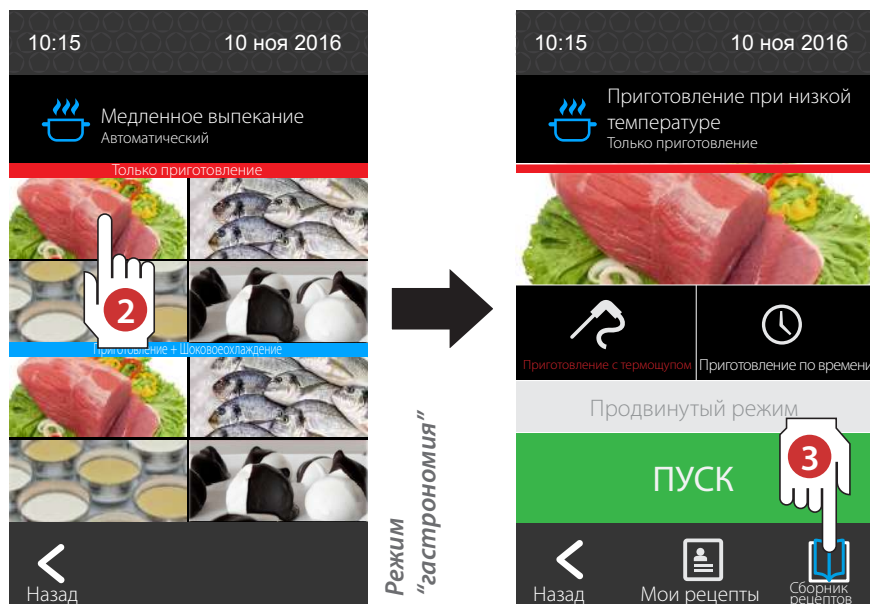 10:15 10 ноя 2016
Медленное выпекание
Автоматический
Только приготовление
2
Приготовление + Шоковоеохлаждение
Назад
Режим
“гастрономия”
10:15 10 ноя 2016
Приготовление при низкой
температуре
Только приготовление
Приготовление с термощупом Приготовление по времени
Продвинутый режим
3
ПУСК
Назад Мои рецепты Сборник
рецептов